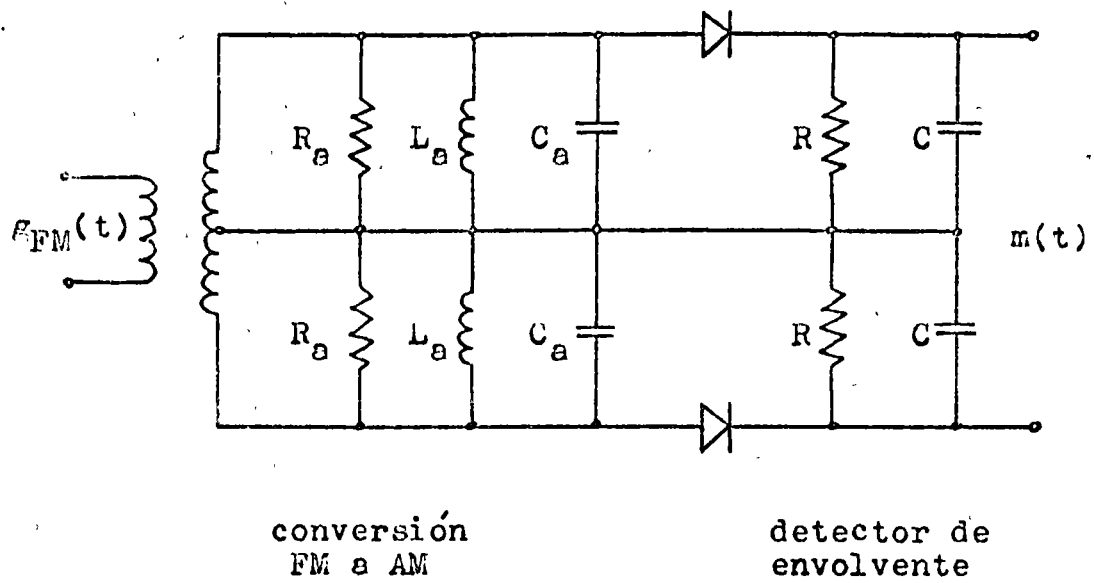 R_a L_a C_a R C
g_FM(t) m(t)
R_a L_a C_a R C
conversión detector de
FM a AM envolvente